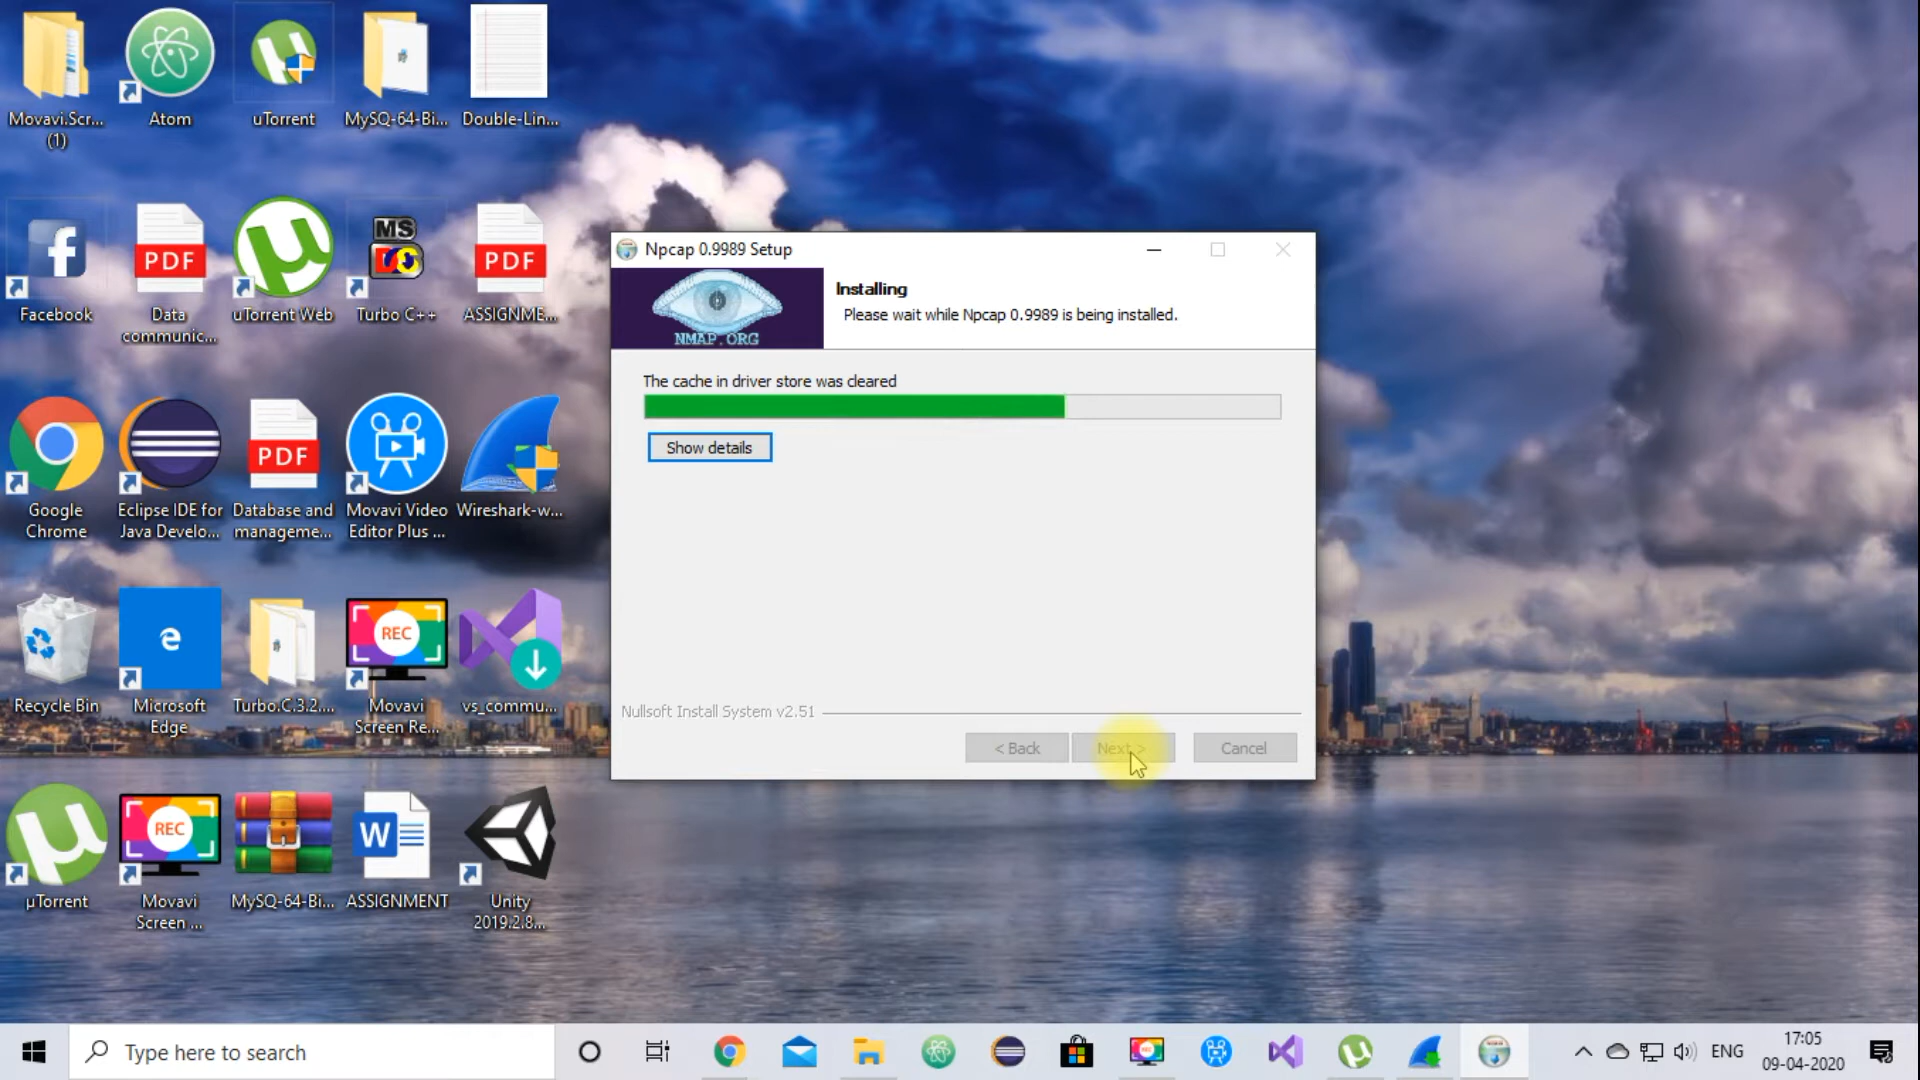 Movavi.Scr...
(1)
Atom
uTorrent
MySQ-64-Bi...
Double-Lin...
Facebook
PDF
Data
communic...
uTorrent Web
MS
Turbo C++
PDF
ASSIGNME...
Google
Chrome
Eclipse IDE for
Java Develo...
PDF
Database and
manageme...
Movavi Video
Editor Plus ...
Wireshark-w...
Recycle Bin
Microsoft
Edge
Turbo.C.3.2....
REC
Movavi
Screen Re...
vs_commu...
µTorrent
REC
Movavi
Screen ...
MySQ-64-Bi...
W
ASSIGNMENT
Unity
2019.2.8...
Npcap 0.9989 Setup
NMAP.ORG
Installing
Please wait while Npcap 0.9989 is being installed.
The cache in driver store was cleared
Show details
Nullsoft Install System v2.51
< Back
Next >
Cancel
Type here to search
ENG
17:05
09-04-2020